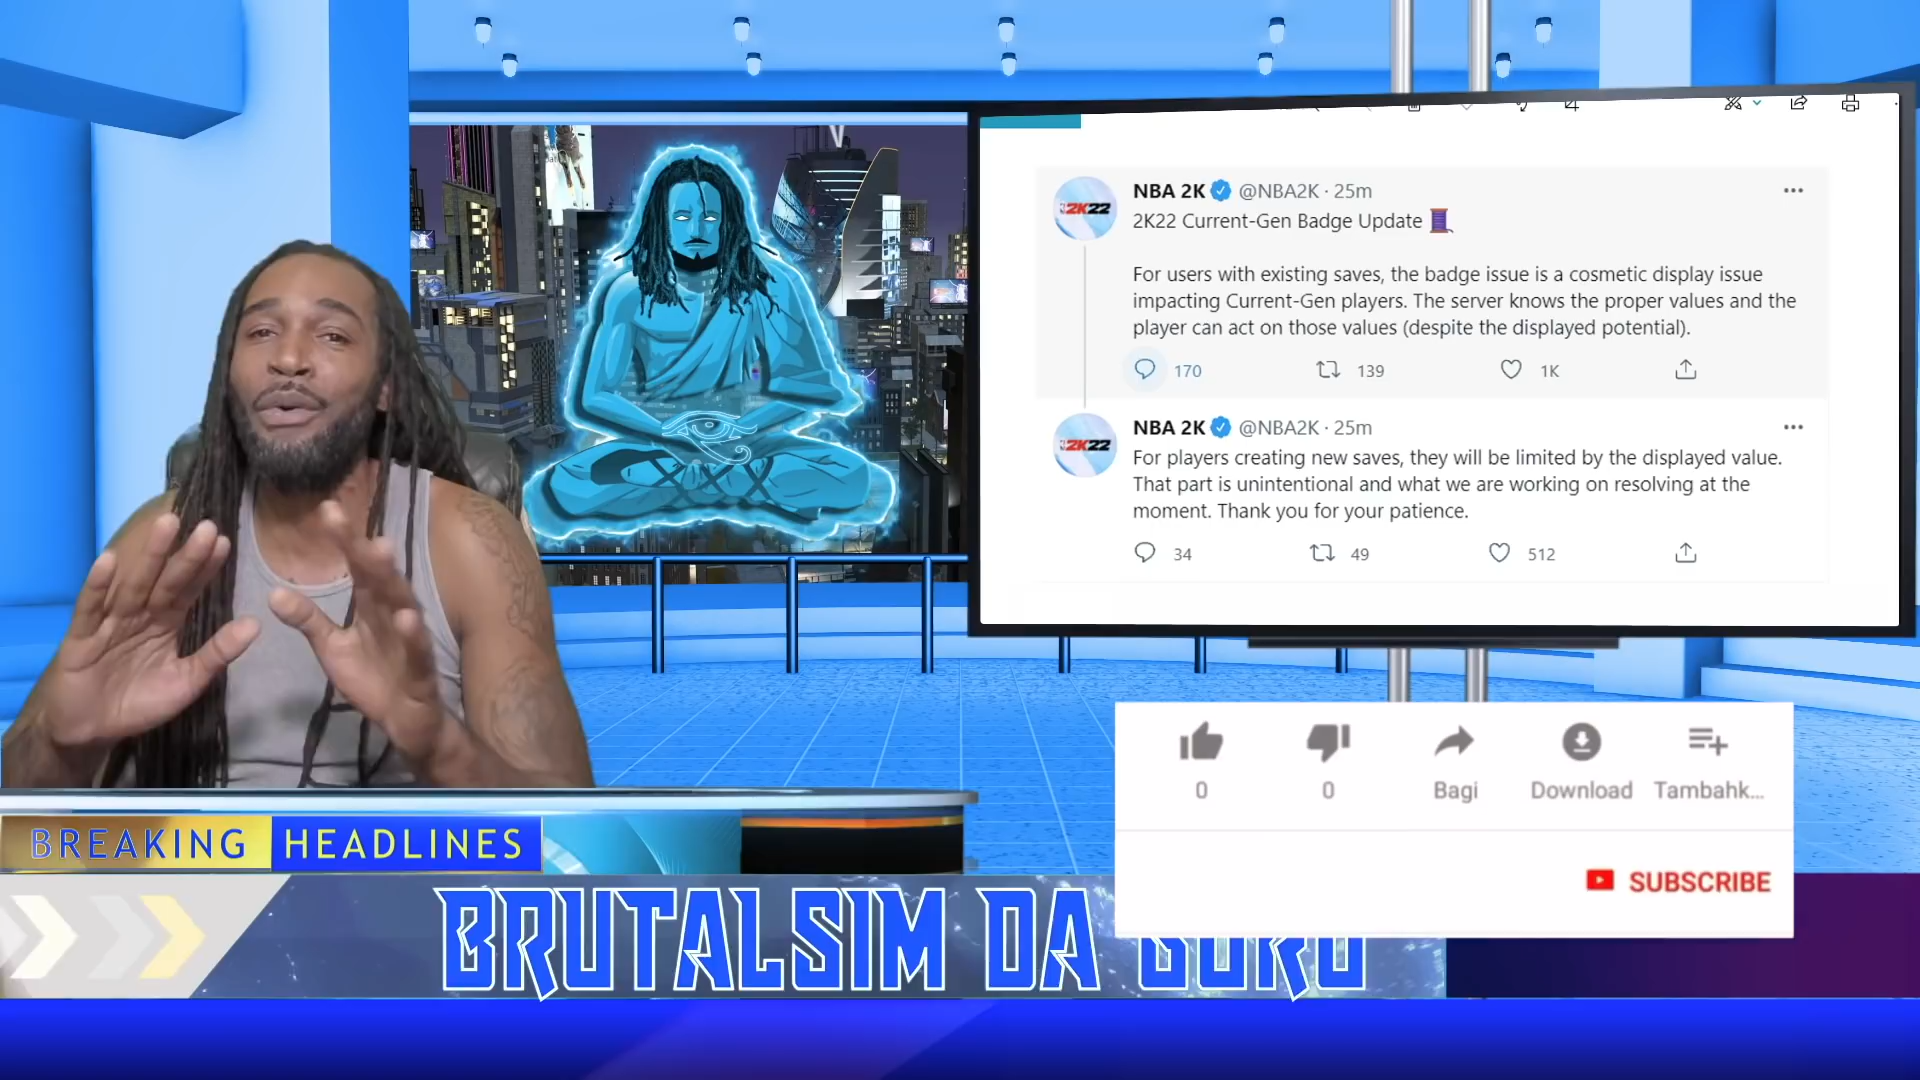 NBA 2K @NBA2K · 25m
2K22 Current-Gen Badge Update
For users with existing saves, the badge issue is a cosmetic display issue
impacting Current-Gen players. The server knows the proper values and the
player can act on those values (despite the displayed potential).
170 139 1K
NBA 2K @NBA2K · 25m
For players creating new saves, they will be limited by the displayed value.
That part is unintentional and what we are working on resolving at the
moment. Thank you for your patience.
34 49 512
2K22
2K22
0 0 Bagi Download Tambahk...
SUBSCRIBE
BREAKING HEADLINES
BRUTALSIM DA GURU